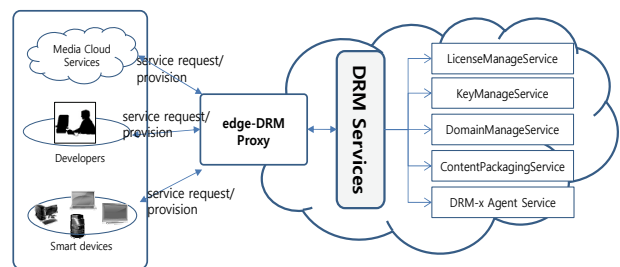 Media Cloud
Services
service request/
provision
Developers
service request/
provision
Smart devices
service request/
provision
edge-DRM
Proxy
DRM Services
LicenseManageService
KeyManageService
DomainManageService
ContentPackagingService
DRM-x Agent Service